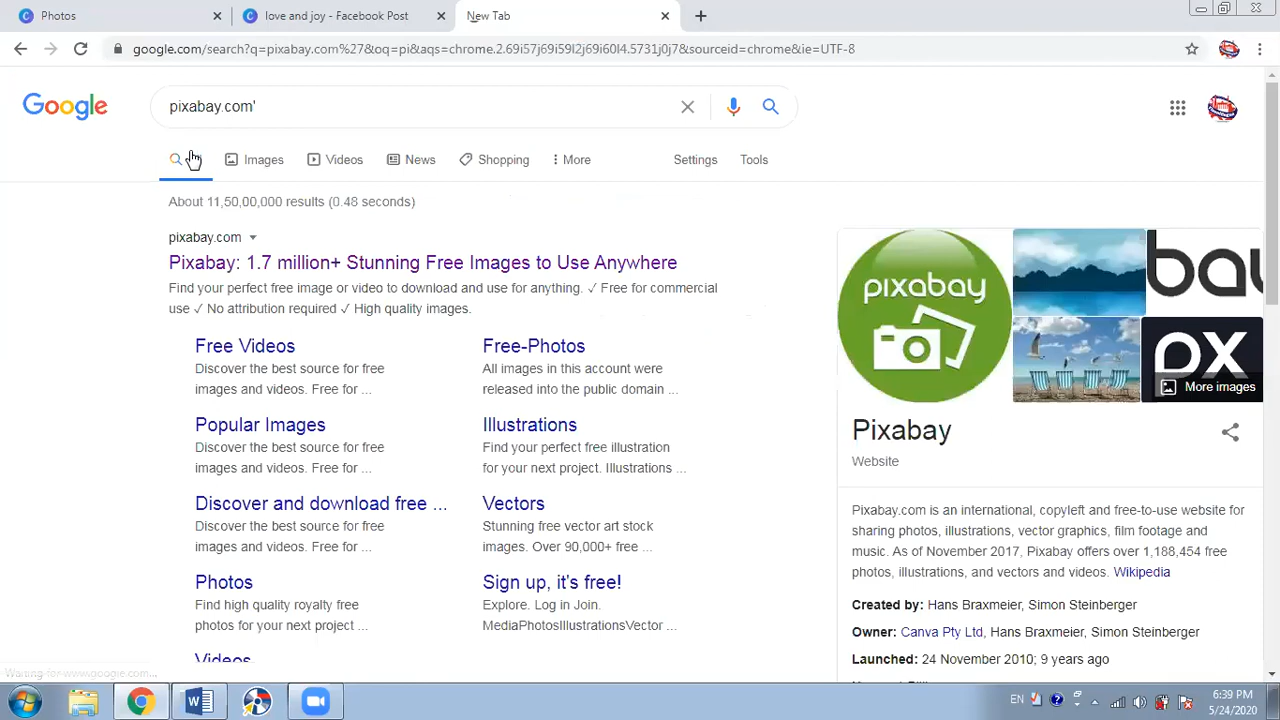 Photos
love and joy - Facebook Post
New Tab
google.com/search?q=pixabay.com%27&oq=pi&aqs=chrome.2.69i57j69i59l2j69i60l4.5731j0j7&sourceid=chrome&ie=UTF-8
Google
pixabay.com'
Images Videos News Shopping More Settings Tools
About 11,50,00,000 results (0.48 seconds)
pixabay.com
Pixabay: 1.7 million+ Stunning Free Images to Use Anywhere
Find your perfect free image or video to download and use for anything. ✓ Free for commercial
use ✓ No attribution required ✓ High quality images.
Free Videos
Discover the best source for free
images and videos. Free for ...
Free-Photos
All images in this account were
released into the public domain ...
Popular Images
Discover the best source for free
images and videos. Free for ...
Illustrations
Find your perfect free illustration
for your next project. Illustrations ...
Discover and download free ...
Discover the best source for free
images and videos. Free for ...
Vectors
Stunning free vector art stock
images. Over 90,000+ free ...
Photos
Find high quality royalty free
photos for your next project ...
Sign up, it's free!
Explore. Log in Join.
MediaPhotosIllustrationsVector ...
Videos
Waiting for www.google.com...
pixabay
bay
px
More images
Pixabay
Website
Pixabay.com is an international, copyleft and free-to-use website for
sharing photos, illustrations, vector graphics, film footage and
music. As of November 2017, Pixabay offers over 1,188,454 free
photos, illustrations, and vectors and videos. Wikipedia
Created by: Hans Braxmeier, Simon Steinberger
Owner: Canva Pty Ltd, Hans Braxmeier, Simon Steinberger
Launched: 24 November 2010; 9 years ago
EN
6:39 PM
5/24/2020